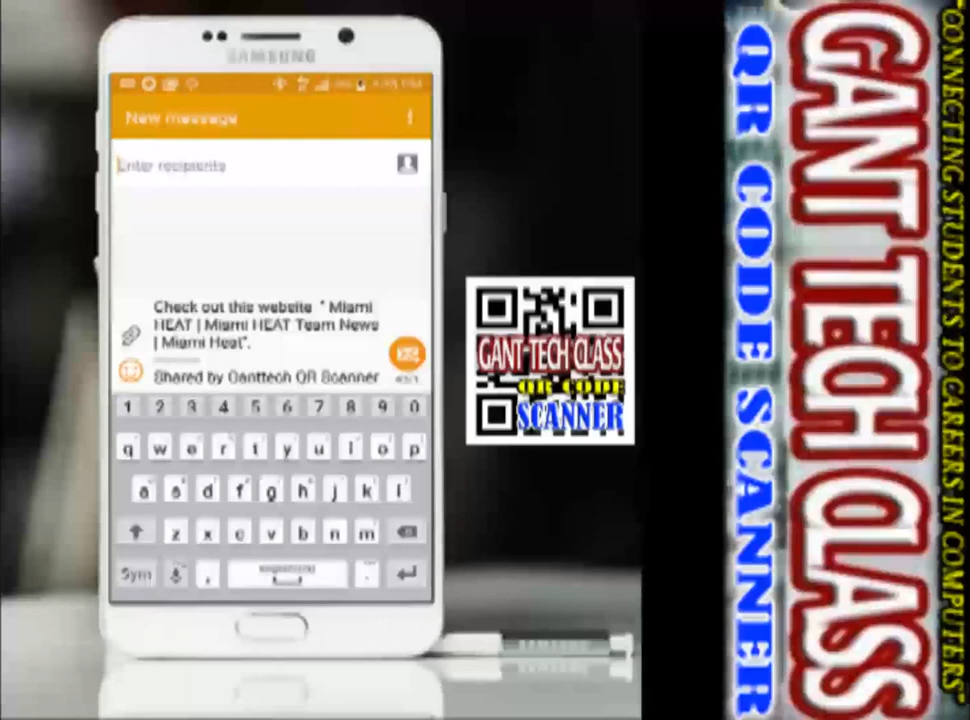 SAMSUNG
New message
Enter recipients
Check out this website " Miami
HEAT | Miami HEAT Team News
| Miami Heat".
Shared by Ganttech QR Scanner
1 2 3 4 5 6 7 8 9 0
q w e r t y u i o p
a s d f g h j k l
z x c v b n m
Sym , .
SAMSUNG
GANT-TECH CLASS
QR CODE
SCANNER
QR CODE SCANNER
GANT TECH CLASS
"CONNECTING STUDENTS TO CAREERS IN COMPUTERS"